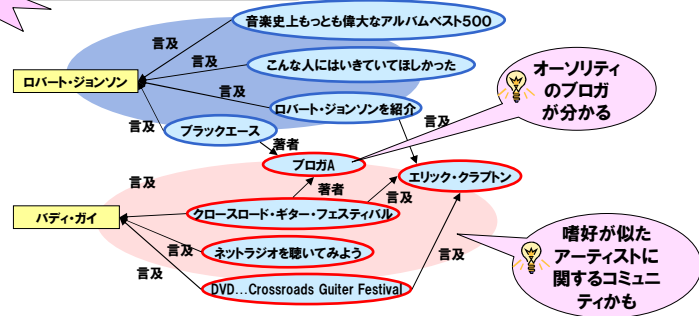 音楽史上もっとも偉大なアルバムベスト500
言及
こんな人にはいきていてほしかった
言及
ロバート・ジョンソン
言及
ロバート・ジョンソンを紹介
オーソリティ
のブロガ
が分かる
言及
ブラックエース
言及
著者
ブロガA
エリック・クラプトン
言及
著者
言及
バディ・ガイ
クロースロード・ギター・フェスティバル
言及
ネットラジオを聴いてみよう
言及
言及
DVD...Crossroads Guiter Festival
嗜好が似た
アーティストに
関するコミュニ
ティかも